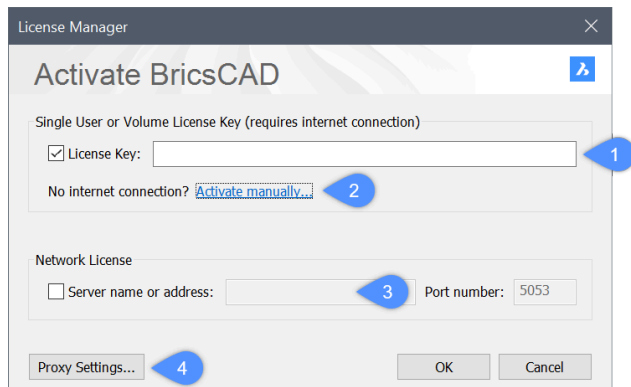 License Manager
Activate BricsCAD
Single User or Volume License Key (requires internet connection)
License Key:
1
No internet connection? Activate manually...
2
Network License
Server name or address:
3
Port number: 5053
Proxy Settings...
4
OK
Cancel